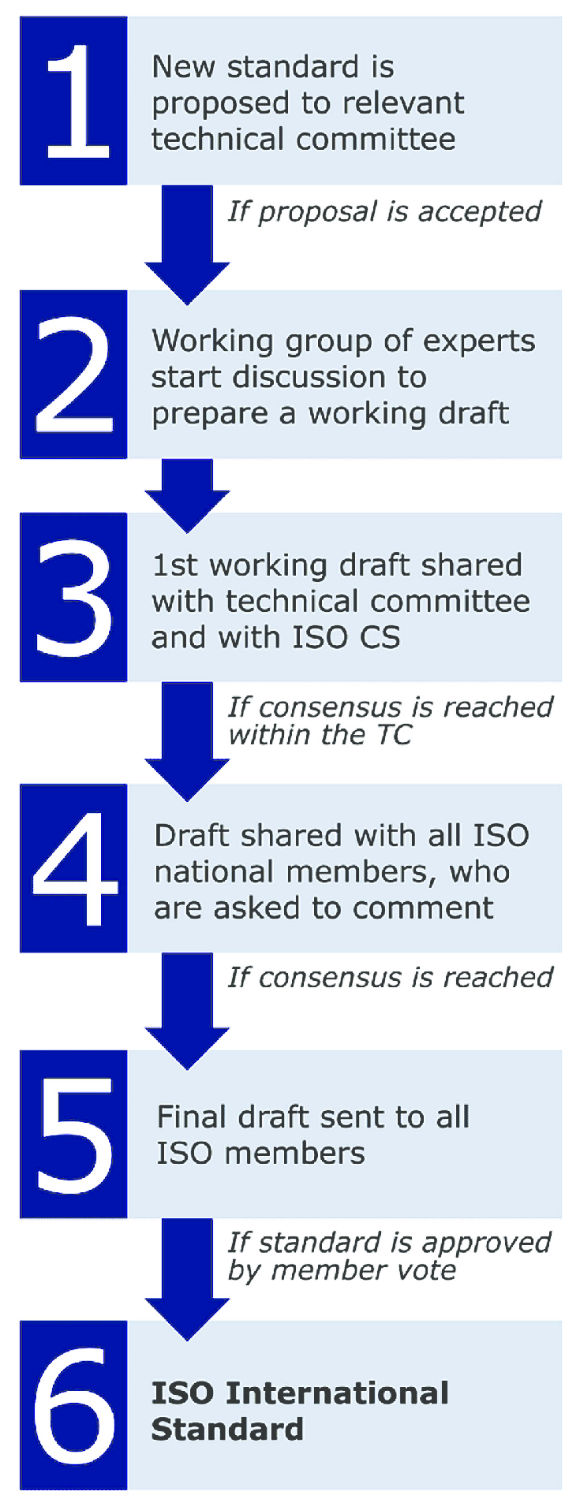 1
New standard is
proposed to relevant
technical committee
If proposal is accepted
2
Working group of experts
start discussion to
prepare a working draft
3
1st working draft shared
with technical committee
and with ISO CS
If consensus is reached
within the TC
4
Draft shared with all ISO
national members, who
are asked to comment
If consensus is reached
5
Final draft sent to all
ISO members
If standard is approved
by member vote
6
ISO International
Standard